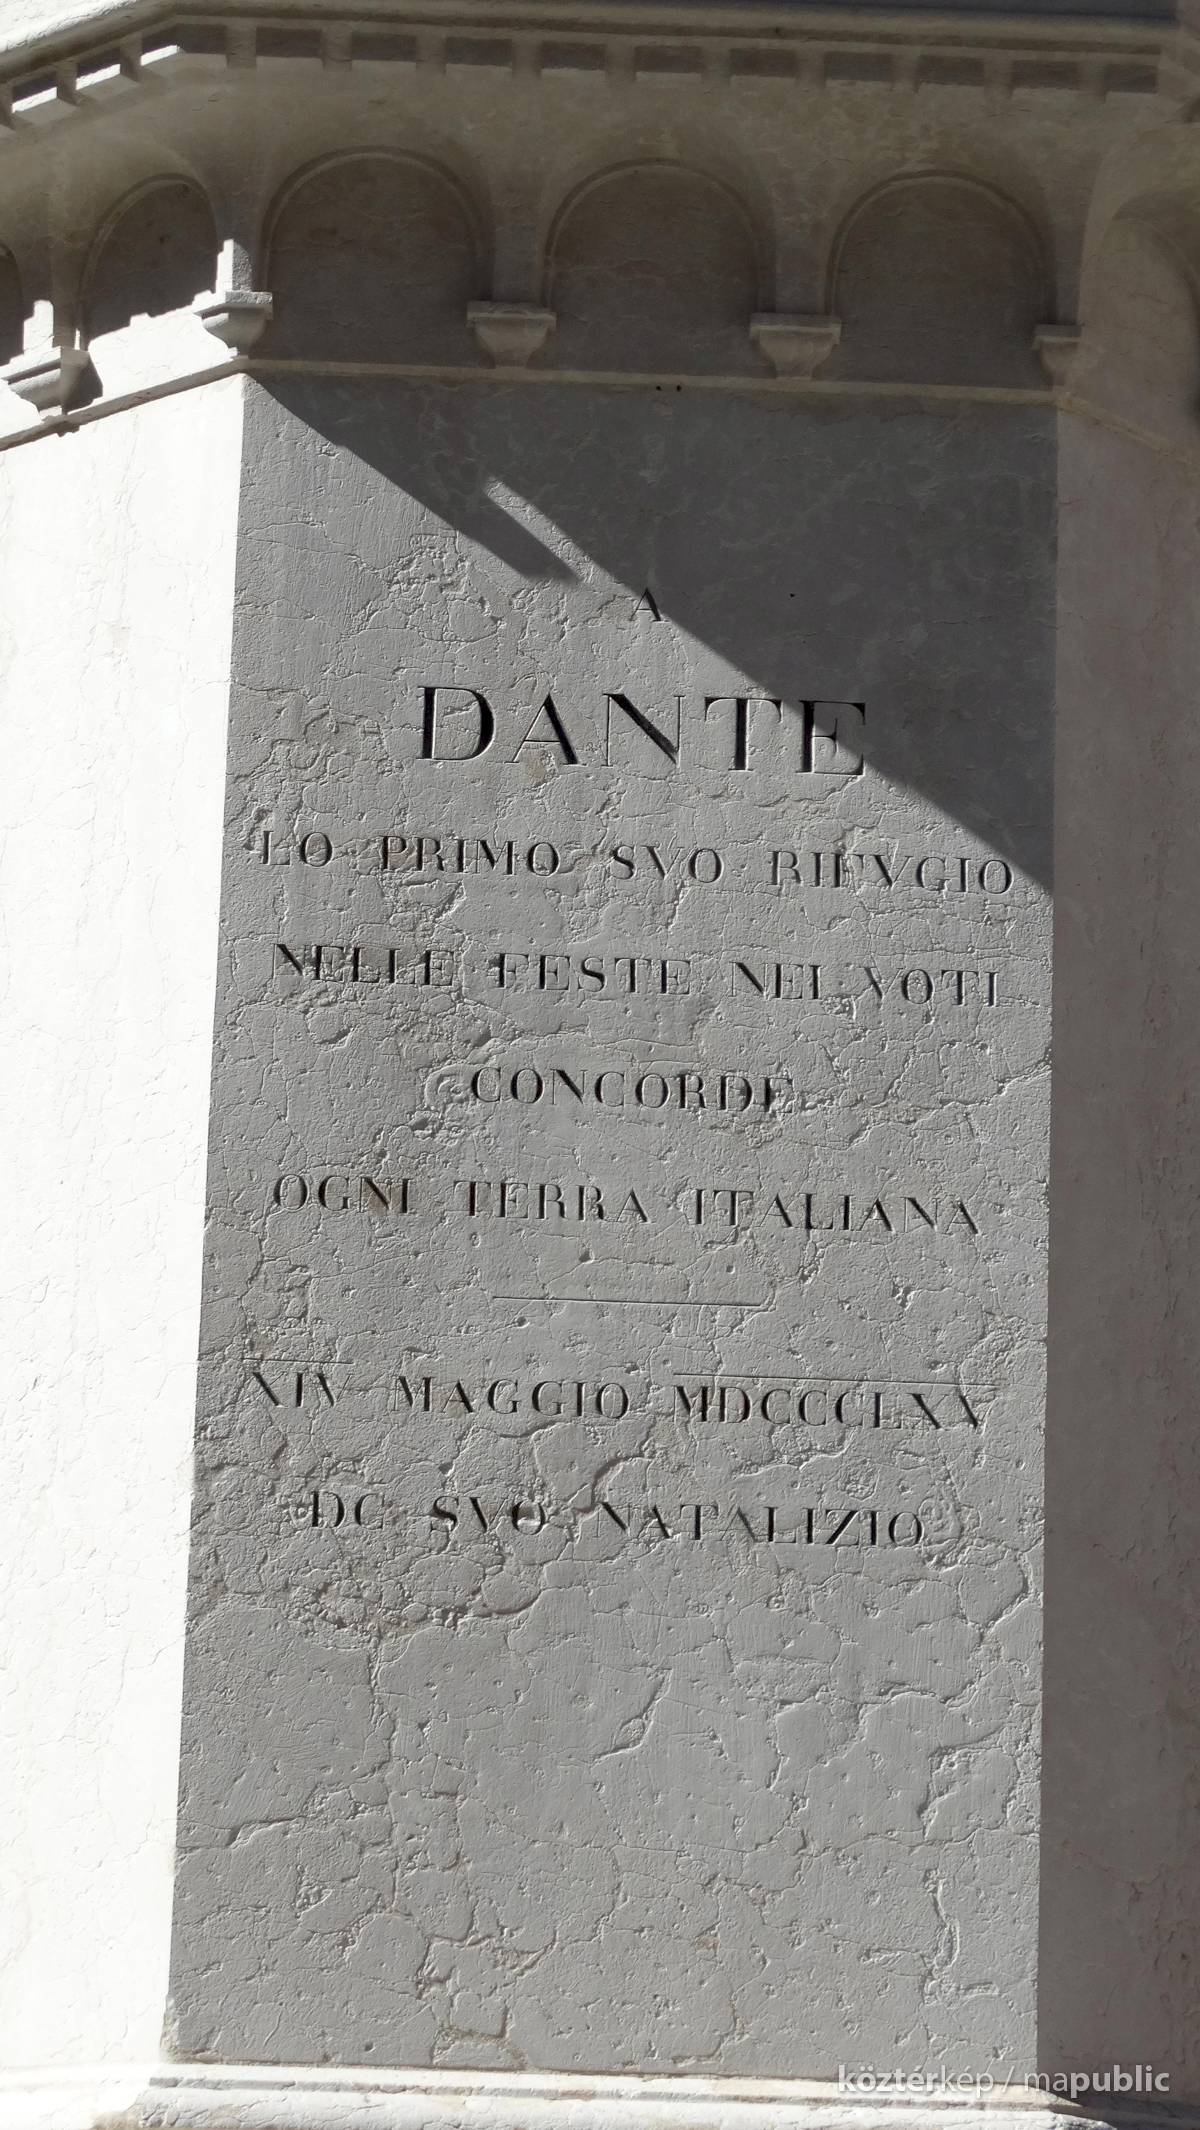 A
DANTE
LO PRIMO SVO RIFVGIO
NELLE FESTE NEI VOTI
CONCORDE
OGNI TERRA ITALIANA
XIV MAGGIO MDCCCLXV
DC SVO NATALIZIO
köztérkép / mapublic